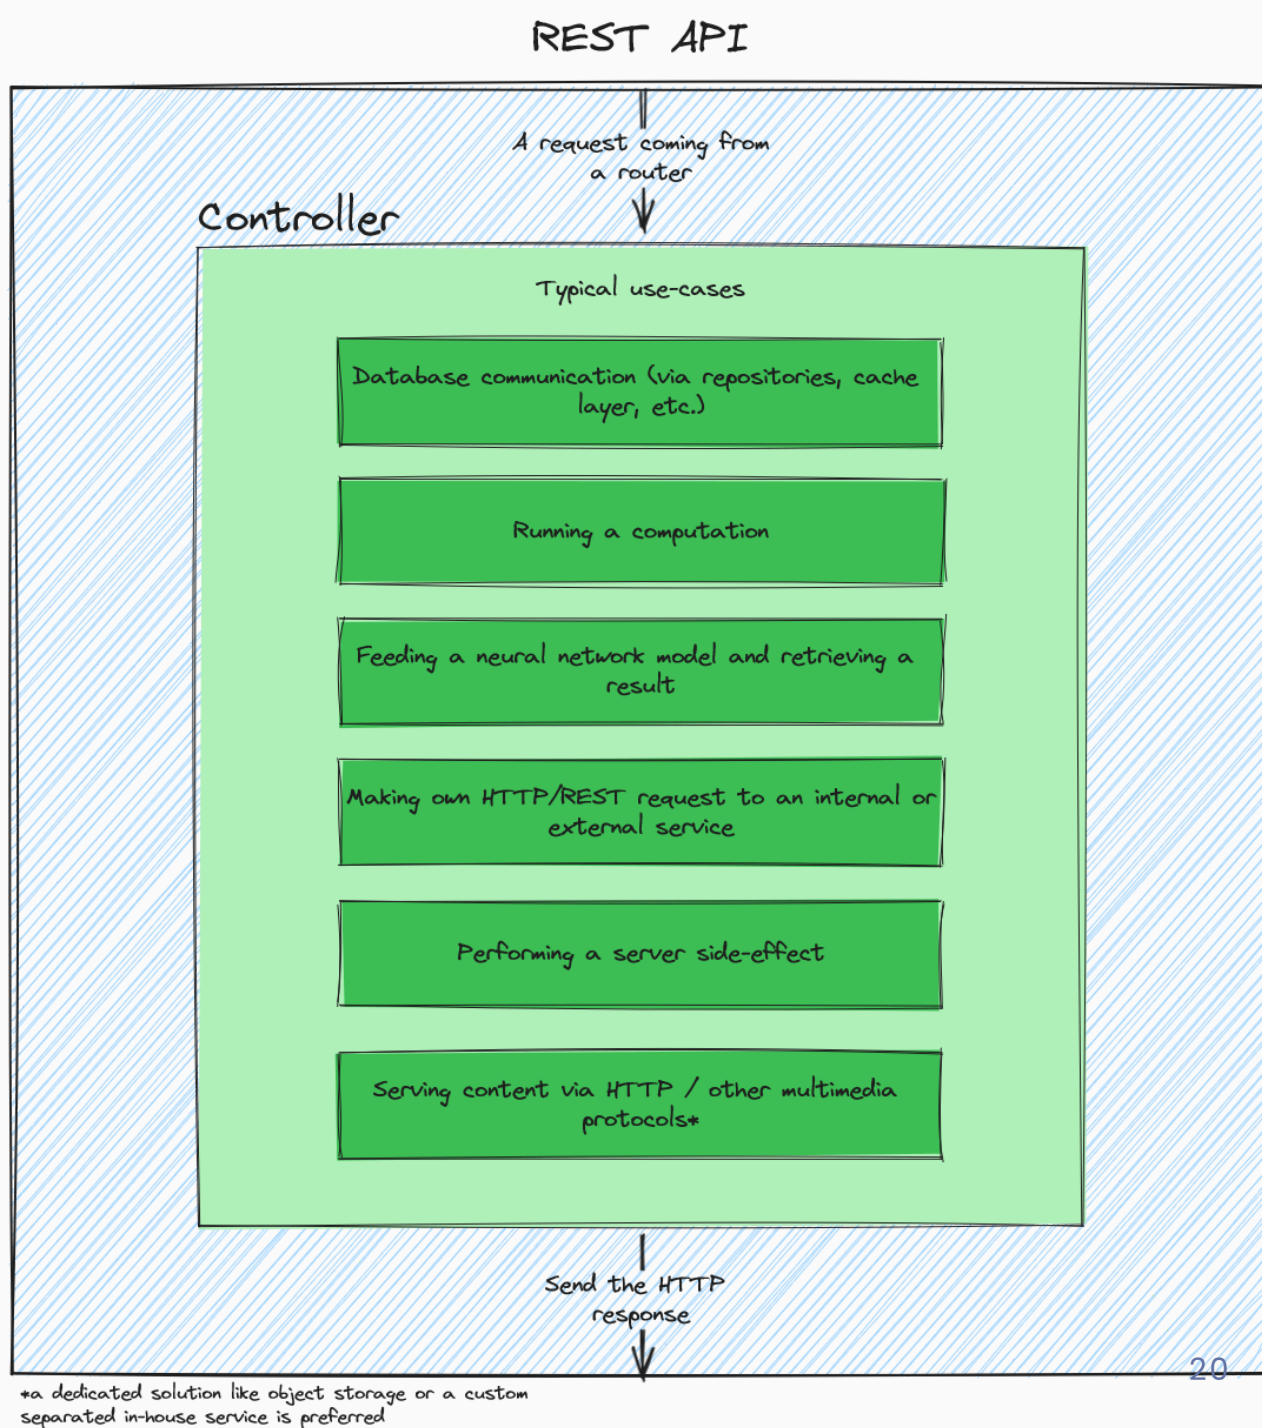 REST API
A request coming from
a router
Controller
Typical use-cases
Database communication (via repositories, cache
layer, etc.)
Running a computation
Feeding a neural network model and retrieving a
result
Making own HTTP/REST request to an internal or
external service
Performing a server side-effect
Serving content via HTTP / other multimedia
protocols*
Send the HTTP
response
20
*a dedicated solution like object storage or a custom
separated in-house service is preferred